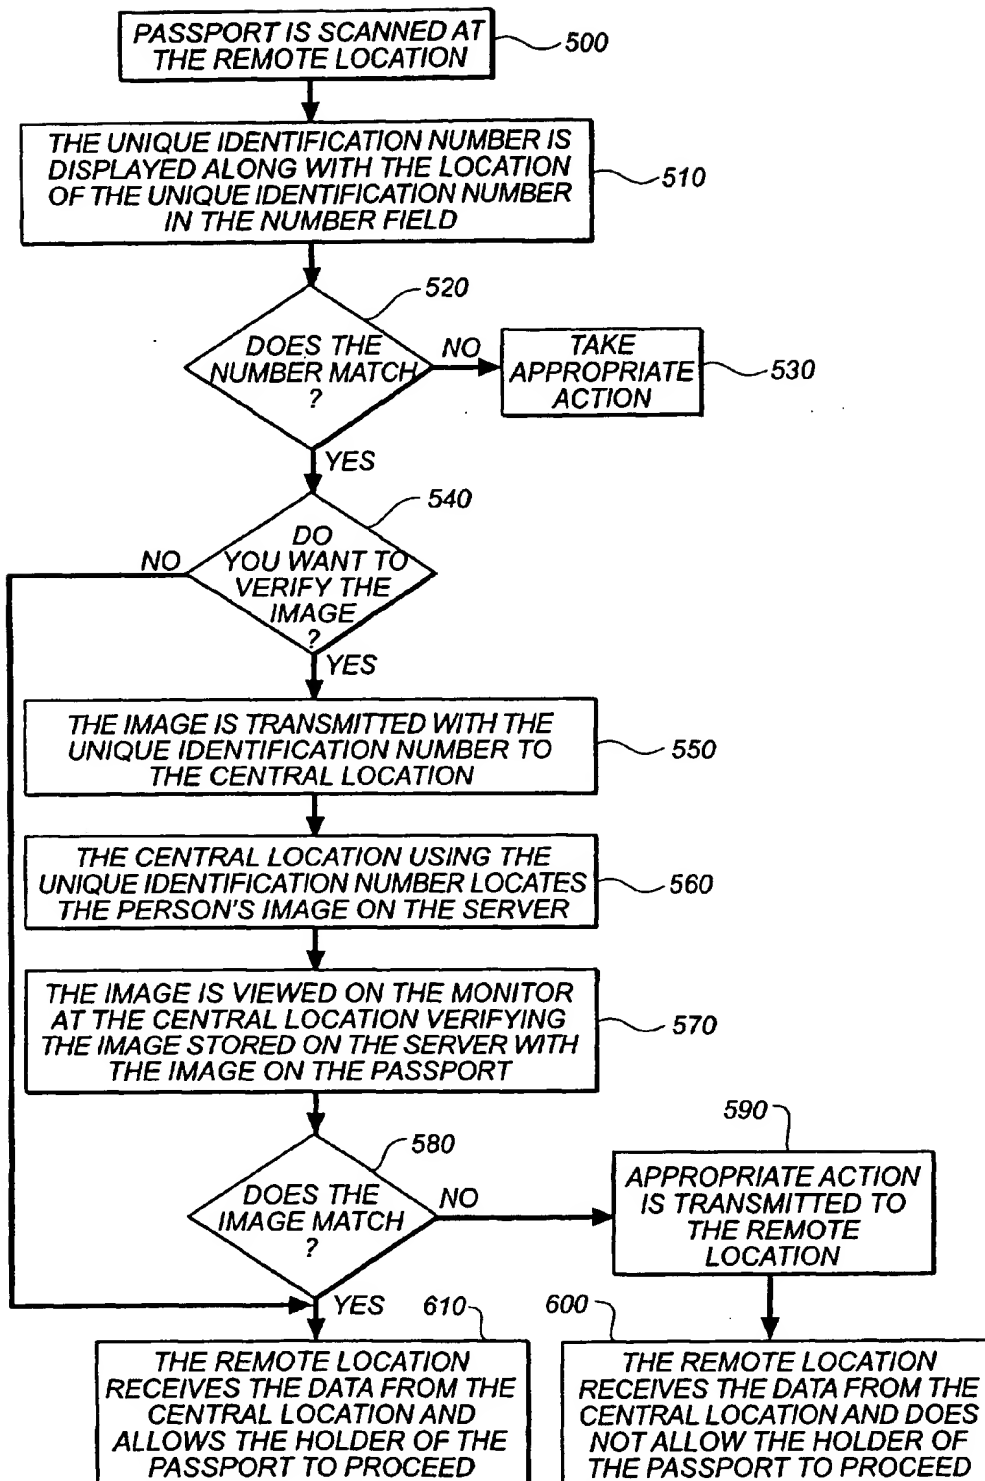 PASSPORT IS SCANNED AT
THE REMOTE LOCATION
500
THE UNIQUE IDENTIFICATION NUMBER IS
DISPLAYED ALONG WITH THE LOCATION
OF THE UNIQUE IDENTIFICATION NUMBER
IN THE NUMBER FIELD
510
520
DOES THE
NUMBER MATCH
?
NO
TAKE
APPROPRIATE
ACTION
530
YES
540
DO
YOU WANT TO
VERIFY THE
IMAGE
?
NO
YES
THE IMAGE IS TRANSMITTED WITH THE
UNIQUE IDENTIFICATION NUMBER TO
THE CENTRAL LOCATION
550
THE CENTRAL LOCATION USING THE
UNIQUE IDENTIFICATION NUMBER LOCATES
THE PERSON'S IMAGE ON THE SERVER
560
THE IMAGE IS VIEWED ON THE MONITOR
AT THE CENTRAL LOCATION VERIFYING
THE IMAGE STORED ON THE SERVER WITH
THE IMAGE ON THE PASSPORT
570
580
DOES THE
IMAGE MATCH
?
NO
590
APPROPRIATE ACTION
IS TRANSMITTED TO
THE REMOTE
LOCATION
YES
610
THE REMOTE LOCATION
RECEIVES THE DATA FROM THE
CENTRAL LOCATION AND
ALLOWS THE HOLDER OF THE
PASSPORT TO PROCEED
600
THE REMOTE LOCATION
RECEIVES THE DATA FROM THE
CENTRAL LOCATION AND DOES
NOT ALLOW THE HOLDER OF
THE PASSPORT TO PROCEED